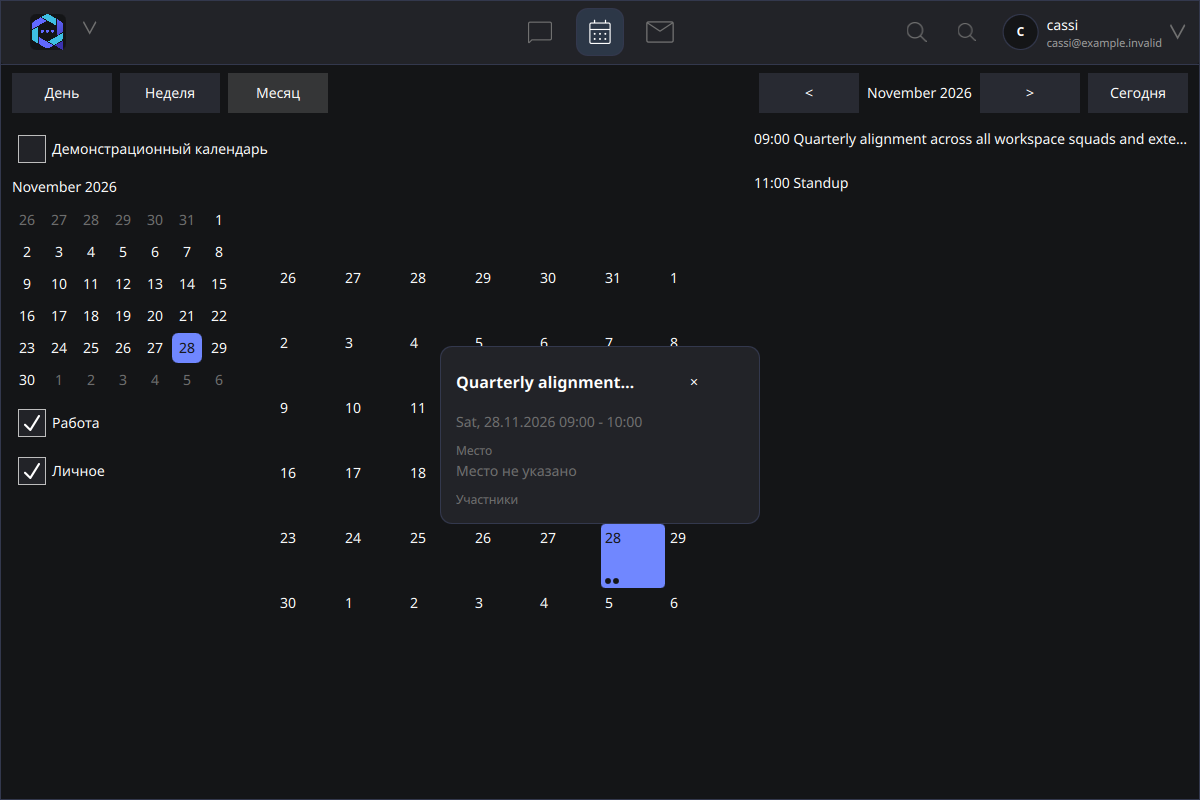 C
cassi
cassi@example.invalid
День
Неделя
Месяц
<
November 2026
>
Сегодня
Демонстрационный календарь
November 2026
26 27 28 29 30 31 1
2 3 4 5 6 7 8
9 10 11 12 13 14 15
16 17 18 19 20 21 22
23 24 25 26 27 28 29
30 1 2 3 4 5 6
Работа
Личное
26 27 28 29 30 31 1
2 3 4 5 6 7 8
9 10 11
16 17 18
23 24 25 26 27 28 29
30 1 2 3 4 5 6
Quarterly alignment...
×
Sat, 28.11.2026 09:00 - 10:00
Место
Место не указано
Участники
09:00 Quarterly alignment across all workspace squads and exte...
11:00 Standup